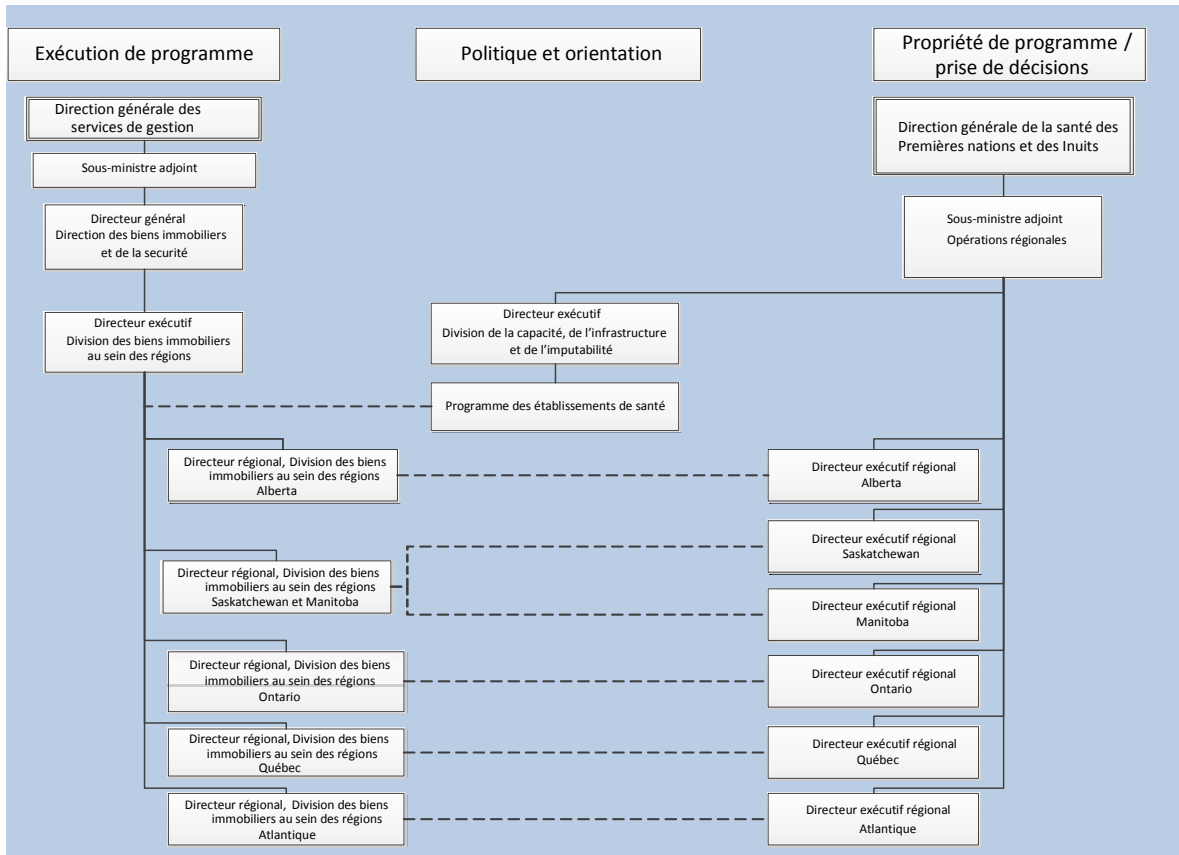 Exécution de programme
Politique et orientation
Propriété de programme /
prise de décisions
Direction générale des
services de gestion
Sous-ministre adjoint
Directeur général
Direction des biens immobiliers
et de la securité
Directeur exécutif
Division des biens immobiliers
au sein des régions
Direction générale de la santé des
Premières nations et des Inuits
Sous-ministre adjoint
Opérations régionales
Directeur exécutif
Division de la capacité, de l’infrastructure
et de l’imputabilité
Programme des établissements de santé
Directeur régional, Division des biens
immobiliers au sein des régions
Alberta
Directeur exécutif régional
Alberta
Directeur exécutif régional
Saskatchewan
Directeur régional, Division des biens
immobiliers au sein des régions
Saskatchewan et Manitoba
Directeur exécutif régional
Manitoba
Directeur régional, Division des biens
immobiliers au sein des régions
Ontario
Directeur exécutif régional
Ontario
Directeur régional, Division des biens
immobiliers au sein des régions
Québec
Directeur exécutif régional
Québec
Directeur régional, Division des biens
immobiliers au sein des régions
Atlantique
Directeur exécutif régional
Atlantique